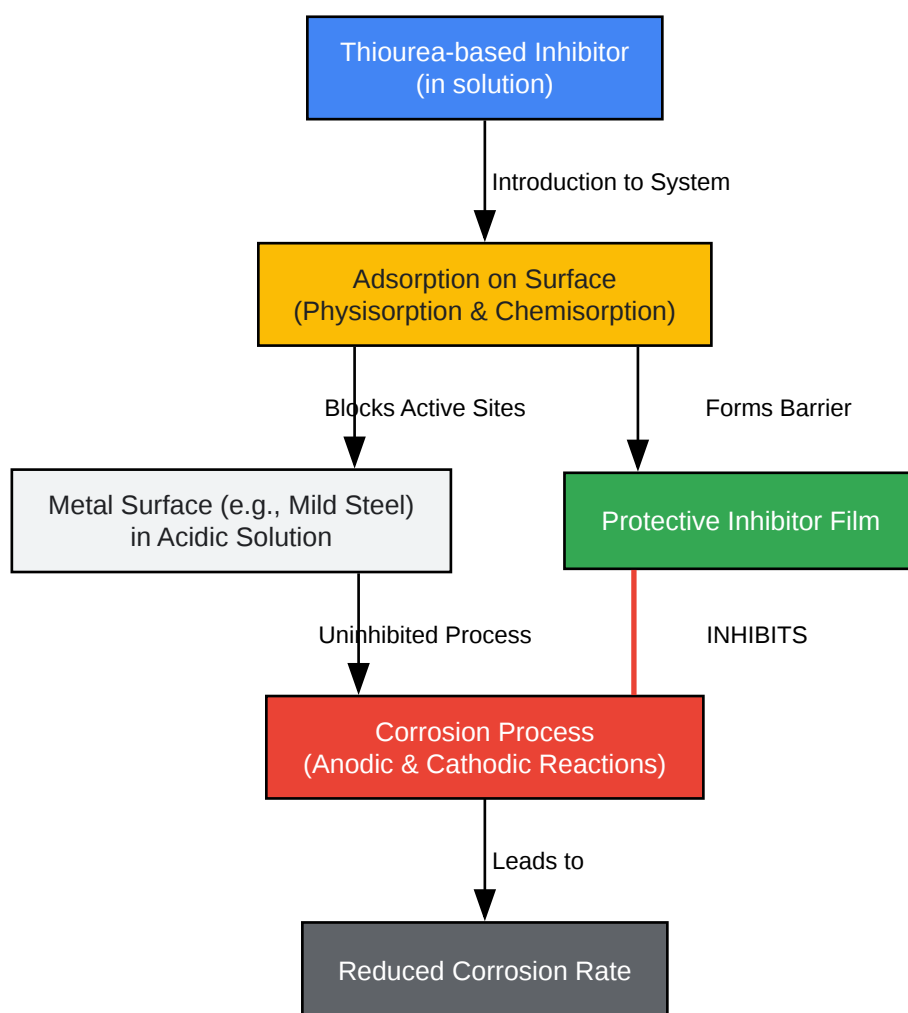 Thiourea-based Inhibitor
(in solution)
Introduction to System
Adsorption on Surface
(Physisorption & Chemisorption)
Blocks Active Sites
Forms Barrier
Metal Surface (e.g., Mild Steel)
in Acidic Solution
Protective Inhibitor Film
Uninhibited Process
INHIBITS
Corrosion Process
(Anodic & Cathodic Reactions)
Leads to
Reduced Corrosion Rate